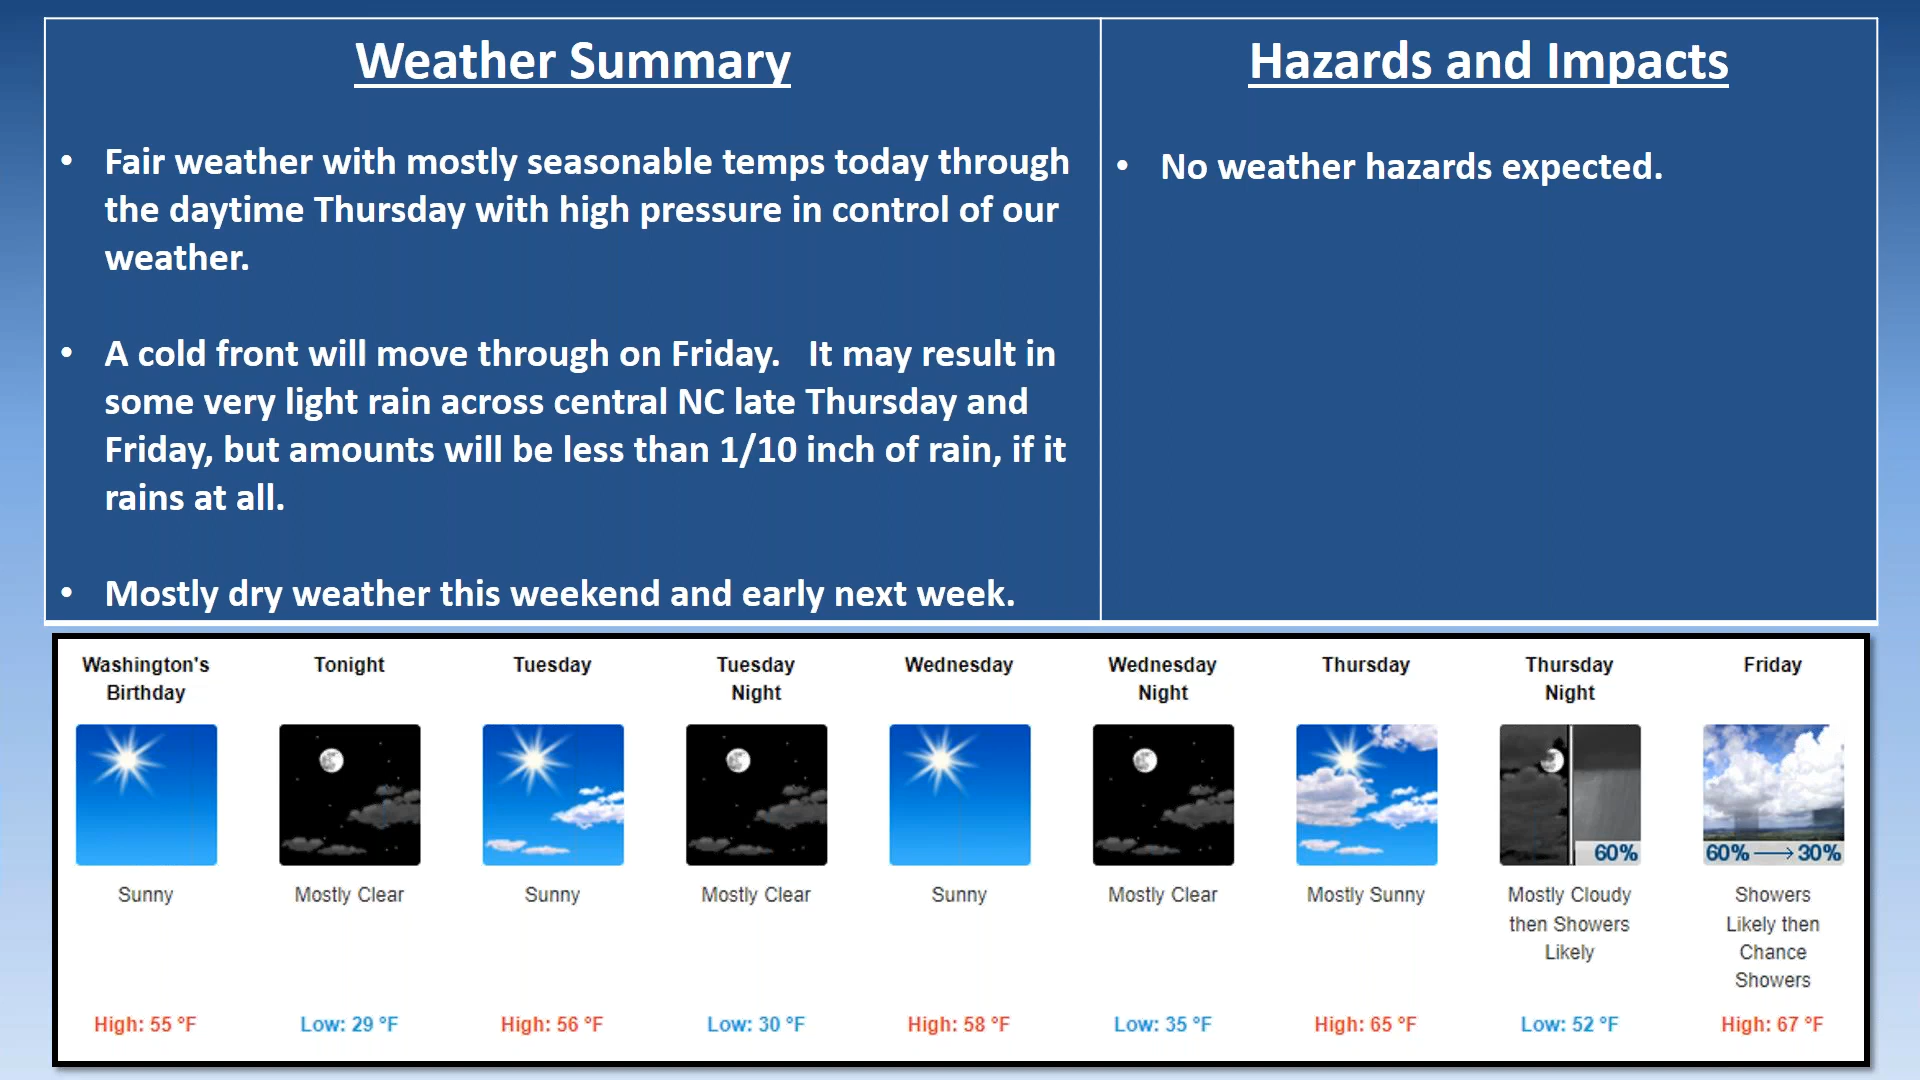 Weather Summary
• Fair weather with mostly seasonable temps today through
the daytime Thursday with high pressure in control of our
weather.
• A cold front will move through on Friday.   It may result in
some very light rain across central NC late Thursday and
Friday, but amounts will be less than 1/10 inch of rain, if it
rains at all.
• Mostly dry weather this weekend and early next week.
Hazards and Impacts
• No weather hazards expected.
Washington's
Birthday
Sunny
High: 55 °F
Tonight
Mostly Clear
Low: 29 °F
Tuesday
Sunny
High: 56 °F
Tuesday
Night
Mostly Clear
Low: 30 °F
Wednesday
Sunny
High: 58 °F
Wednesday
Night
Mostly Clear
Low: 35 °F
Thursday
Mostly Sunny
High: 65 °F
Thursday
Night
60%
Mostly Cloudy
then Showers
Likely
Low: 52 °F
Friday
60% → 30%
Showers
Likely then
Chance
Showers
High: 67 °F